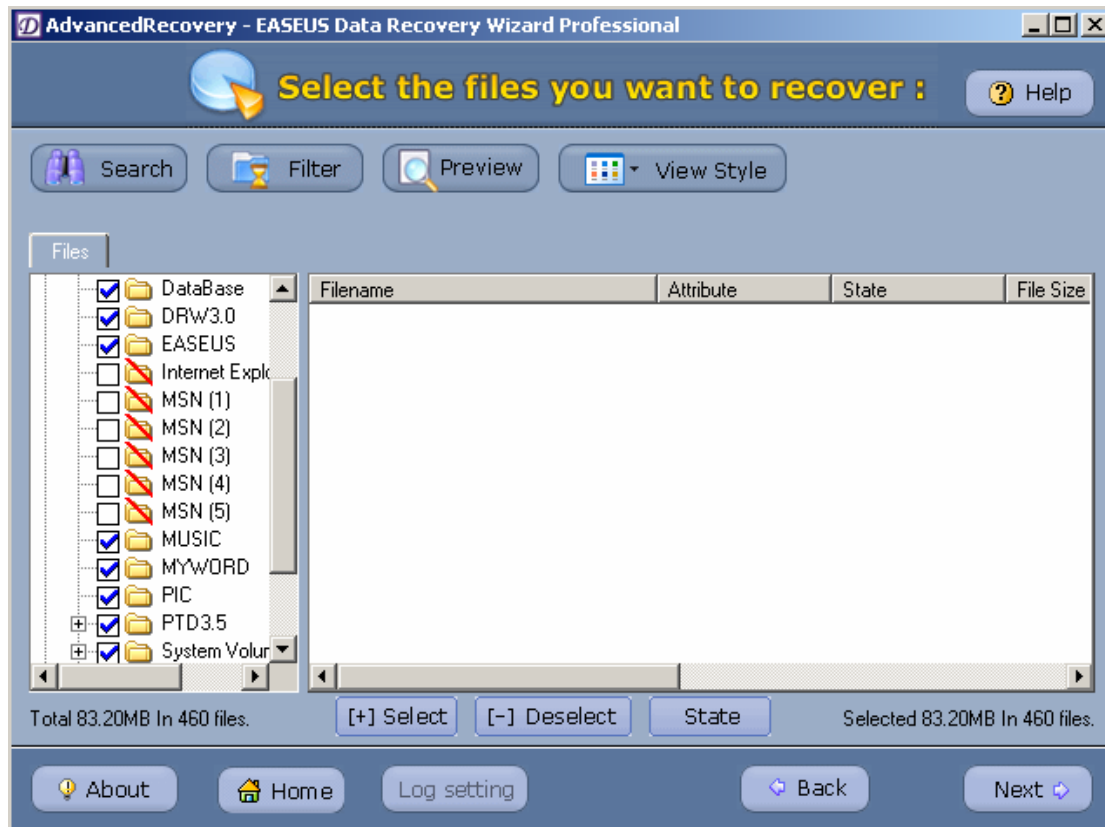 AdvancedRecovery - EASEUS Data Recovery Wizard Professional
Select the files you want to recover :
Help
Search
Filter
Preview
View Style
Files
Filename Attribute State File Size
DataBase
DRW3.0
EASEUS
Internet Explo
MSN (1)
MSN (2)
MSN (3)
MSN (4)
MSN (5)
MUSIC
MYWORD
PIC
PTD3.5
System Volur
Total 83.20MB In 460 files.
[+] Select
[-] Deselect
State
Selected 83.20MB In 460 files.
About
Home
Log setting
Back
Next